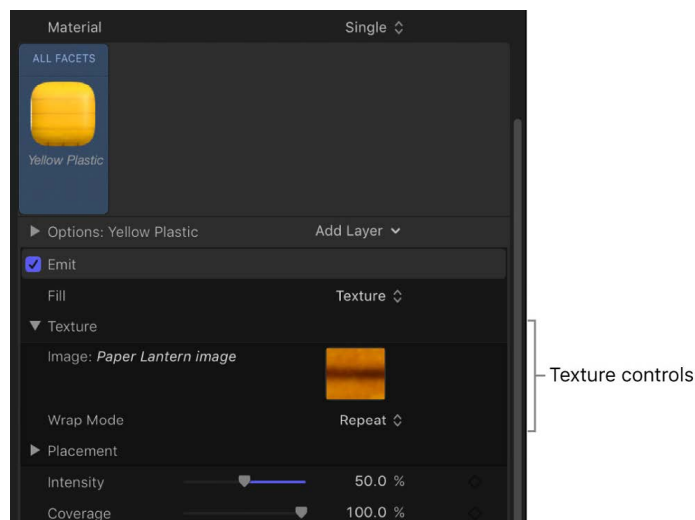 Material Single
ALL FACETS
Yellow Plastic
Options: Yellow Plastic Add Layer
Emit
Fill Texture
Texture
Image: Paper Lantern image
Texture controls
Wrap Mode Repeat
Placement
Intensity 50.0 %
Coverage 100.0 %